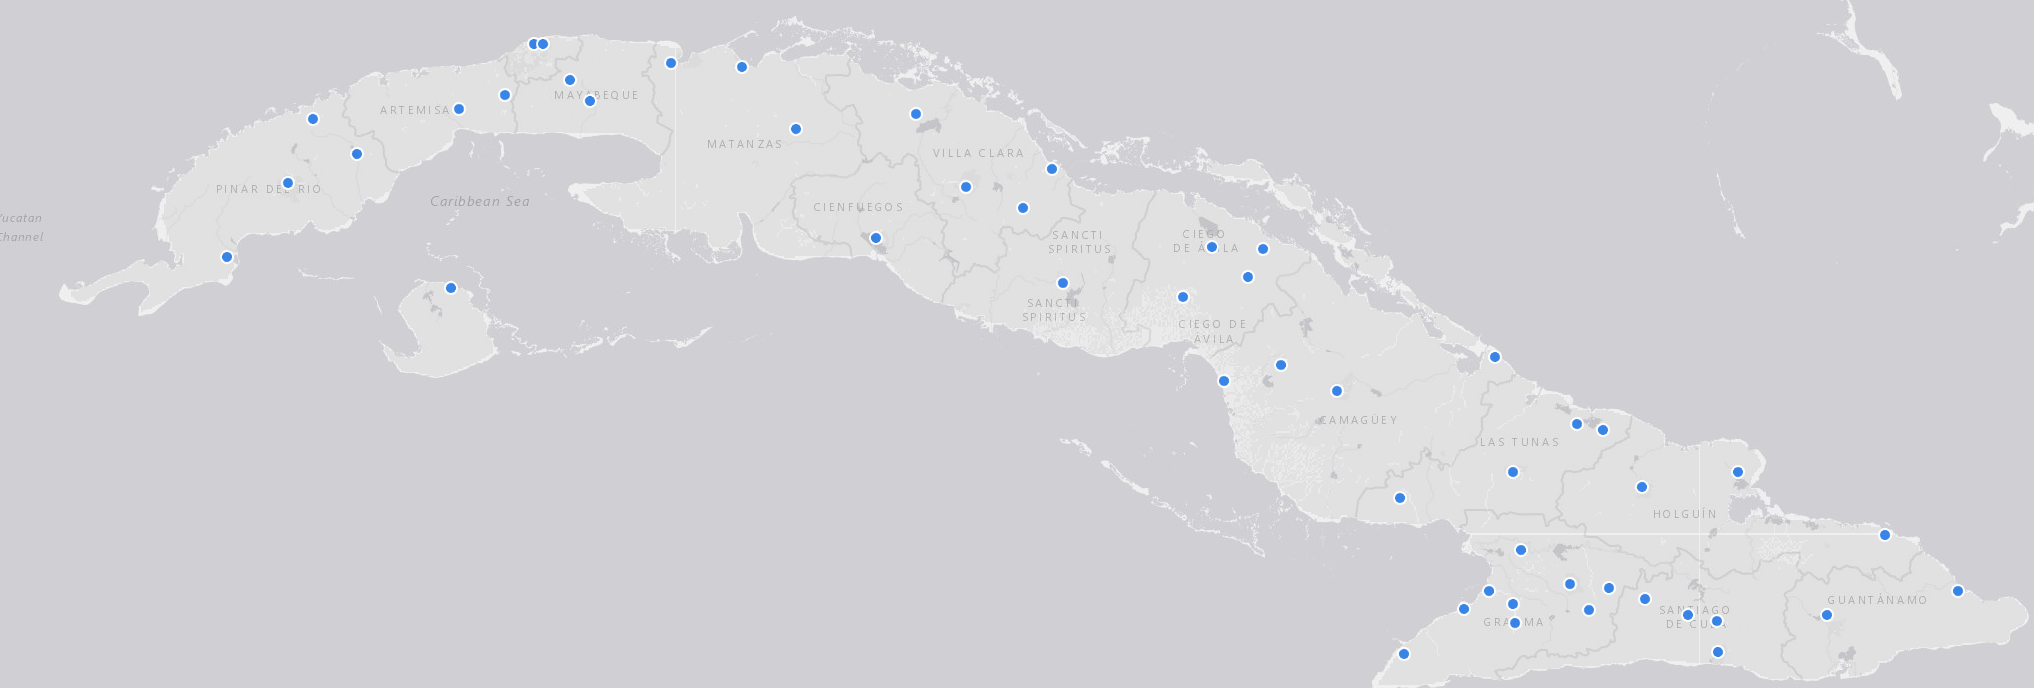 MAYABEQUE
ARTEMISA
MATANZAS
VILLA CLARA
PINAR DEL RIO
Caribbean Sea
CIENFUEGOS
Yucatan
Channel
SANCTI
SPIRITUS
CIEGO
DE ÁVILA
SANCTI
SPIRITUS
CIEGO DE
ÁVILA
CAMAGÜEY
LAS TUNAS
HOLGUÍN
GUANTÁNAMO
SANTIAGO
DE CUBA
GRANMA